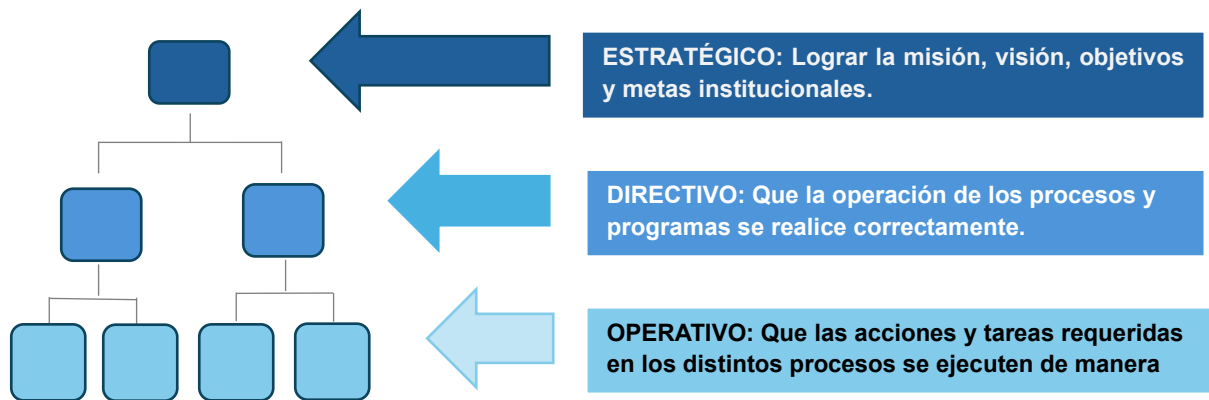 ESTRATÉGICO: Lograr la misión, visión, objetivos
y metas institucionales.
DIRECTIVO: Que la operación de los procesos y
programas se realice correctamente.
OPERATIVO: Que las acciones y tareas requeridas
en los distintos procesos se ejecuten de manera